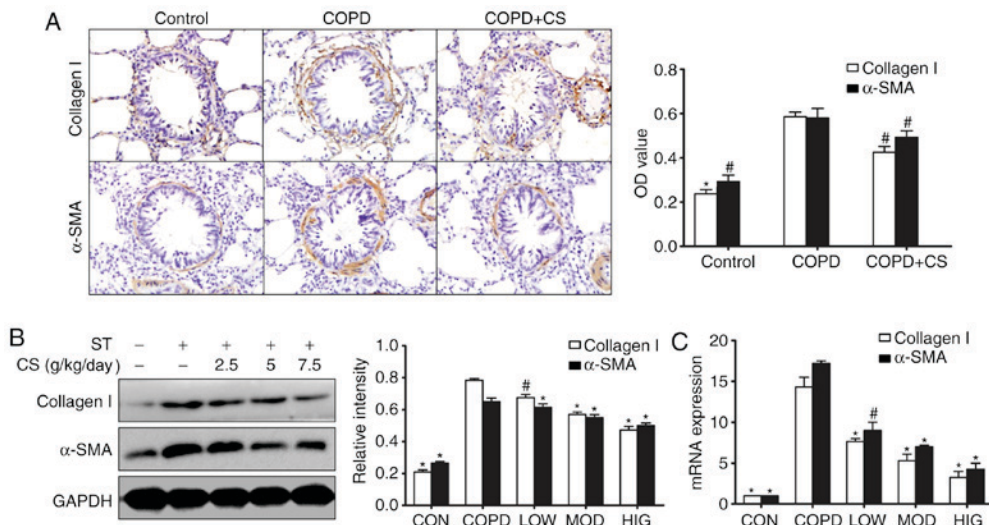 A
Control COPD COPD+CS
Collagen I
α-SMA
OD value
0.8
0.6
0.4
0.2
0.0
Collagen I
α-SMA
* # # #
Control COPD COPD+CS
B
ST – + + + +
CS (g/kg/day) – – 2.5 5 7.5
Collagen I
α-SMA
GAPDH
Relative intensity
1.0
0.8
0.6
0.4
0.2
0.0
Collagen I
α-SMA
* * # * * * * *
CON COPD LOW MOD HIG
C
mRNA expression
20
15
10
5
0
Collagen I
α-SMA
* * * # * * * *
CON COPD LOW MOD HIG